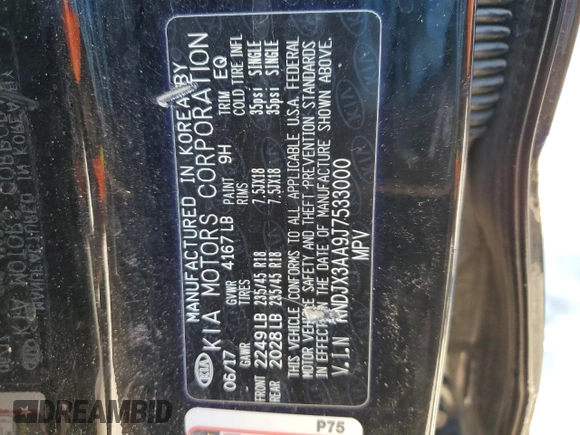 MANUFACTURED IN KOREA BY
KIA MOTORS CORPORATION
06/17 GVWR 4167LB PAINT 9H TRIM EQ
GAWR TIRES RIMS COLD TIRE INFL
FRONT 2249LB 235/45 R18 7.5JX18 35psi SINGLE
REAR 2028LB 235/45 R18 7.5JX18 35psi SINGLE
THIS VEHICLE CONFORMS TO ALL APPLICABLE U.S.A. FEDERAL
MOTOR VEHICLE SAFETY AND THEFT PREVENTION STANDARDS
IN EFFECT ON THE DATE OF MANUFACTURE SHOWN ABOVE.
V.I.N KNDJX3AA9J7533000
MPV
KIA
P75
DREAMBID